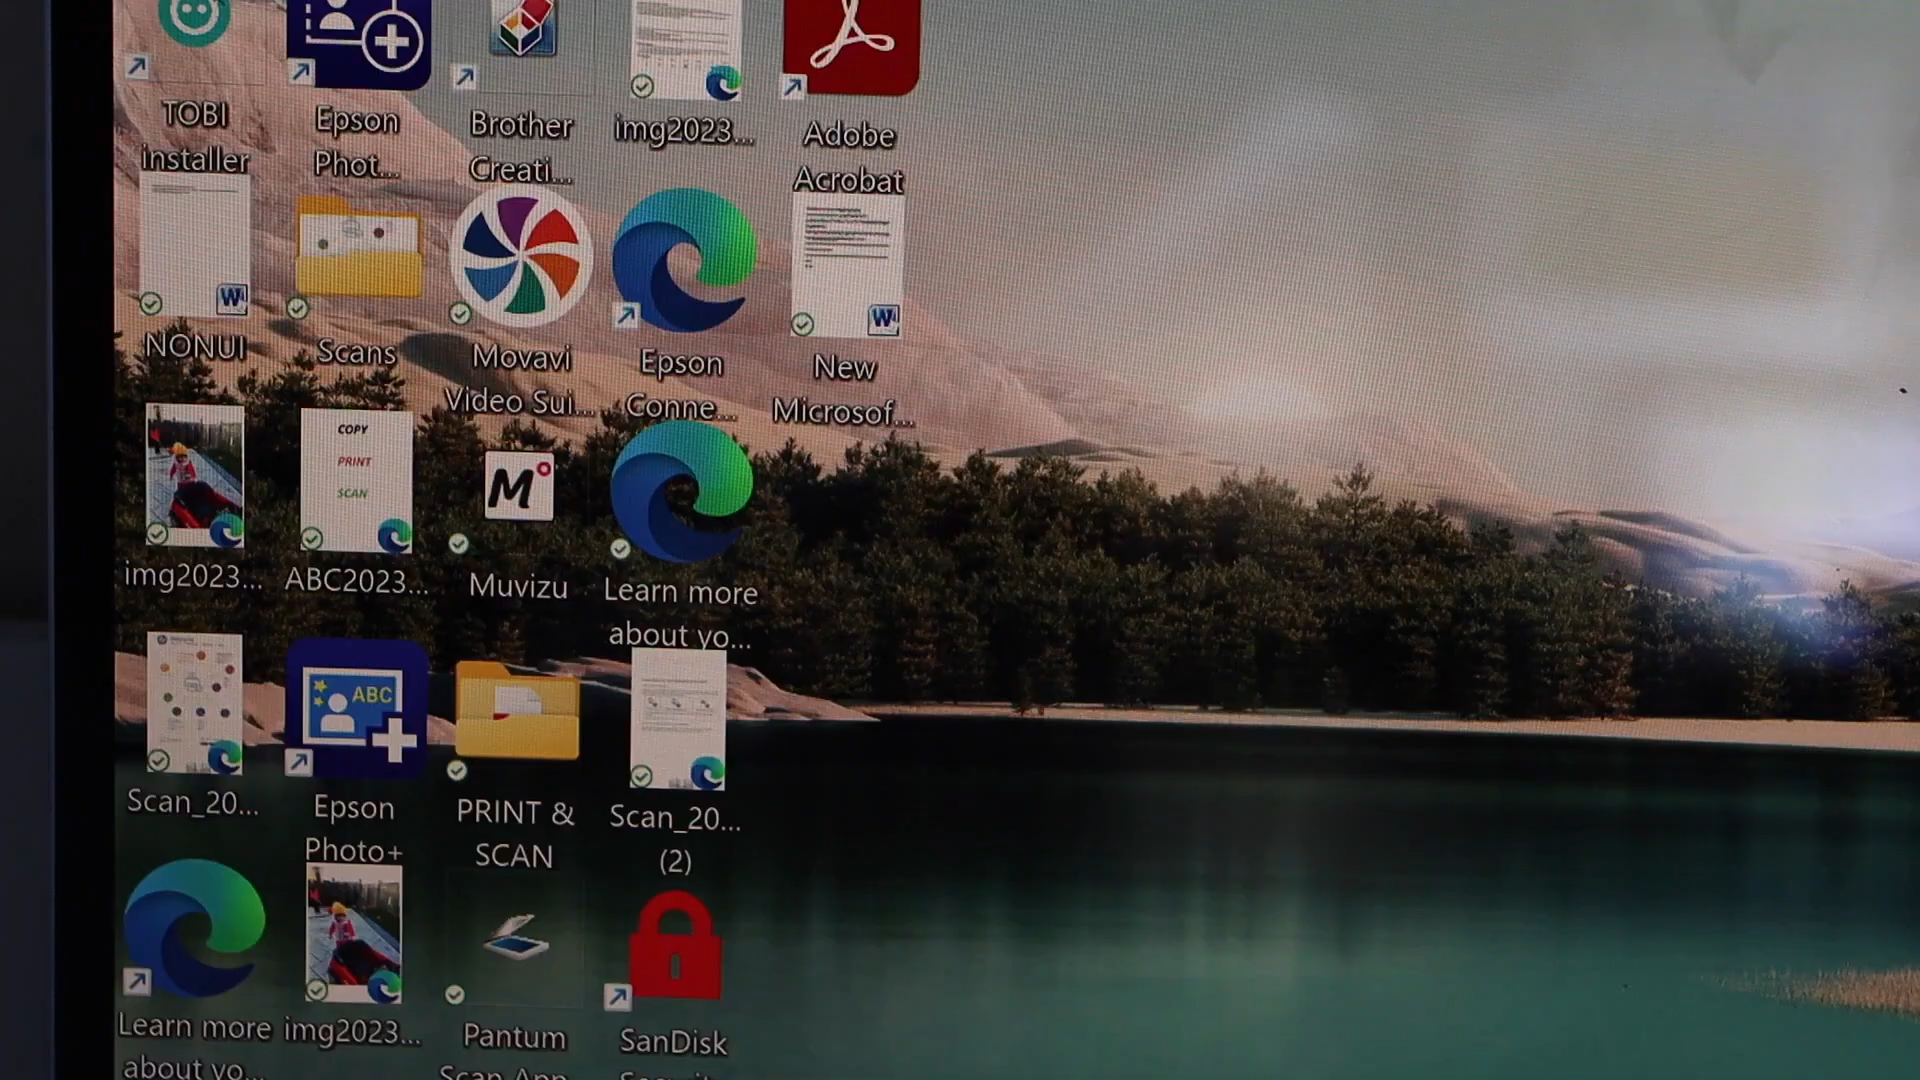 TOBI
installer
Epson
Phot...
Brother
Creati...
img2023...
Adobe
Acrobat
NONUI
Scans
Movavi
Video Sui...
Epson
Conne...
New
Microsof...
COPY
PRINT
SCAN
img2023...
ABC2023...
M
Muvizu
Learn more
about yo...
Scan_20...
ABC
Epson
Photo+
PRINT &
SCAN
Scan_20...
(2)
Learn more
about yo...
img2023...
Pantum
Scan App
SanDisk